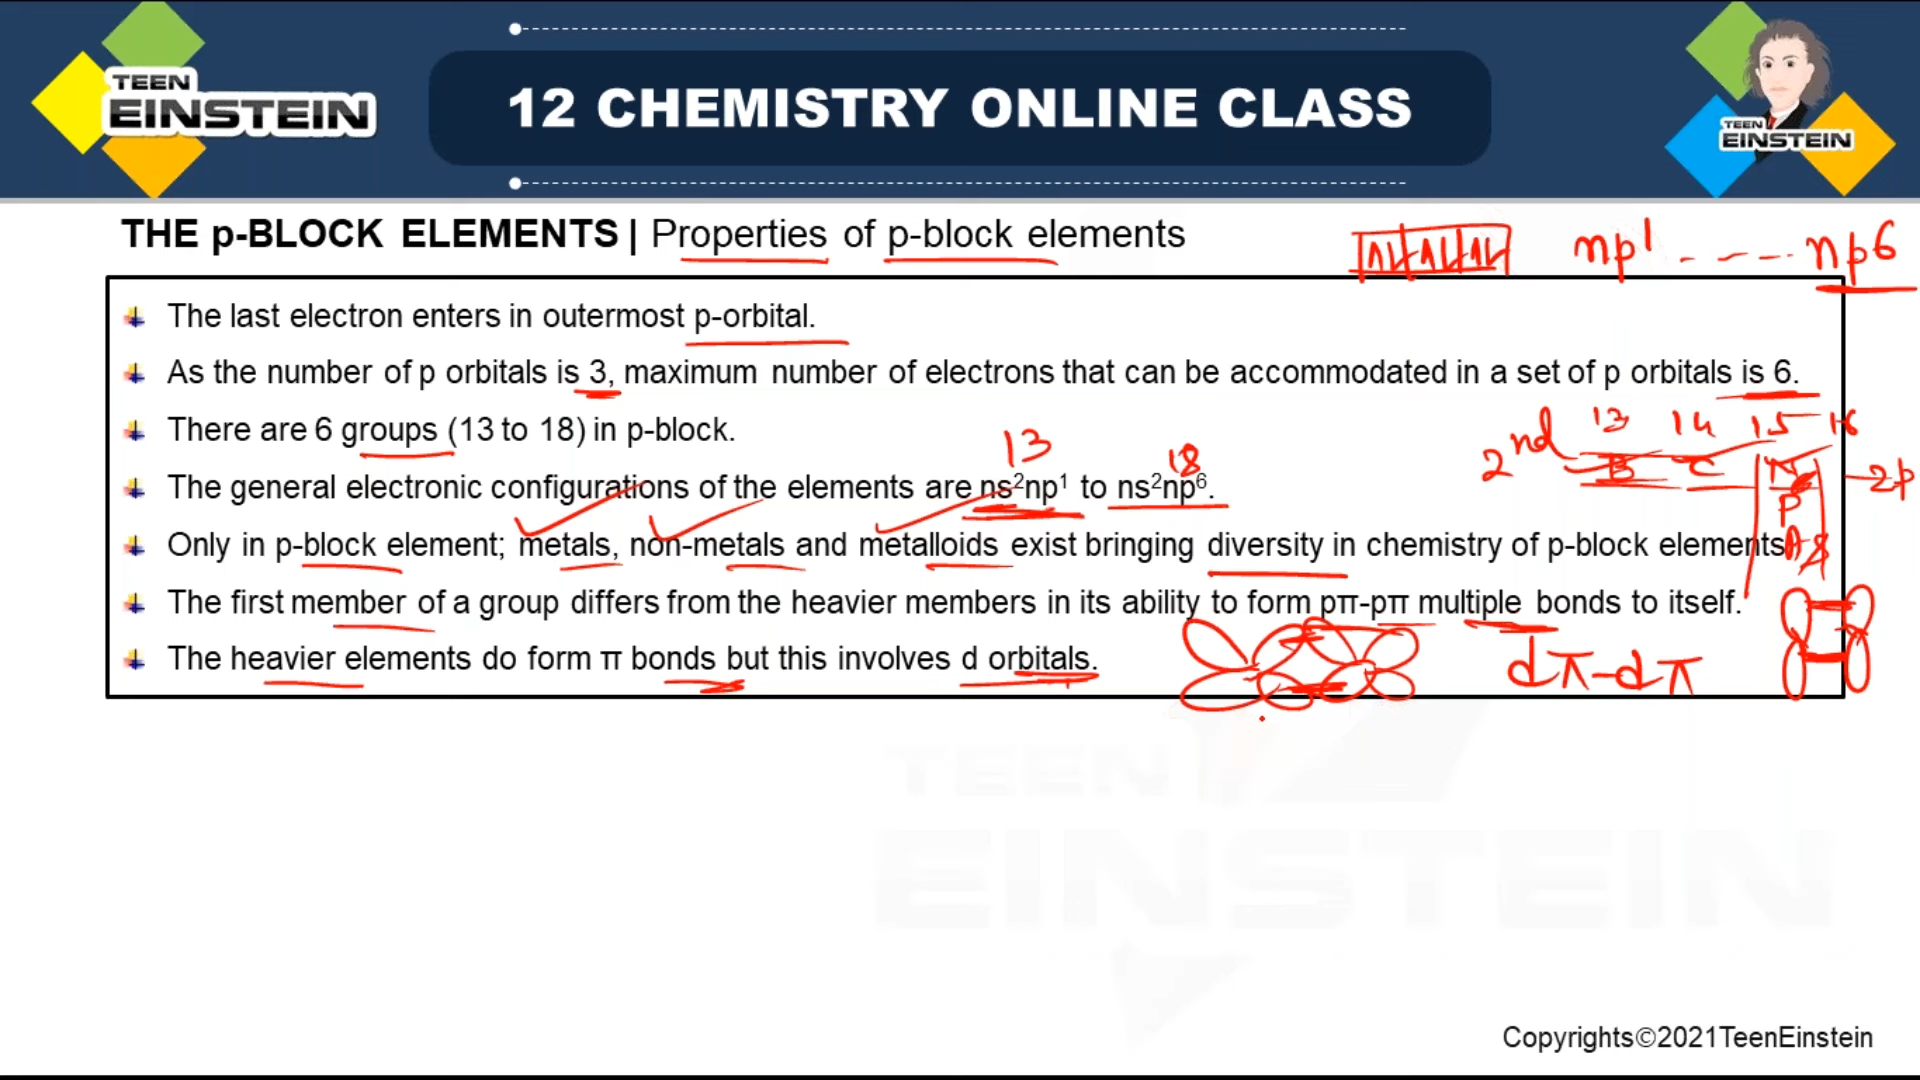 TEEN
EINSTEIN
12 CHEMISTRY ONLINE CLASS
TEEN
EINSTEIN
THE p-BLOCK ELEMENTS | Properties of p-block elements
np1 - - - - np6
The last electron enters in outermost p-orbital.
As the number of p orbitals is 3, maximum number of electrons that can be accommodated in a set of p orbitals is 6.
13 14 15 16
There are 6 groups (13 to 18) in p-block.
2nd B C N 2p
13 18
The general electronic configurations of the elements are ns²np¹ to ns²np⁶.
P
Only in p-block element; metals, non-metals and metalloids exist bringing diversity in chemistry of p-block elements
As
The first member of a group differs from the heavier members in its ability to form pπ-pπ multiple bonds to itself.
The heavier elements do form π bonds but this involves d orbitals.
dπ-dπ
TEEN
EINSTEIN
Copyrights©2021TeenEinstein